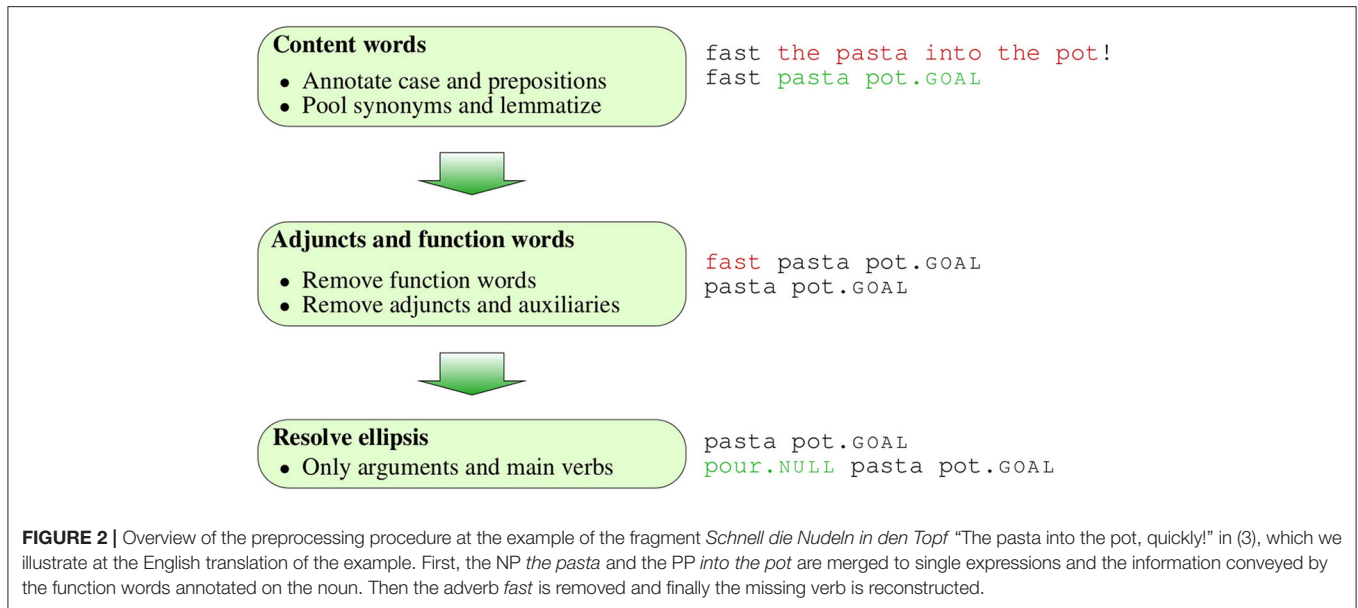 Content words
• Annotate case and prepositions
• Pool synonyms and lemmatize
fast the pasta into the pot!
fast pasta pot.GOAL
Adjuncts and function words
• Remove function words
• Remove adjuncts and auxiliaries
fast pasta pot.GOAL
pasta pot.GOAL
Resolve ellipsis
• Only arguments and main verbs
pasta pot.GOAL
pour.NULL pasta pot.GOAL
FIGURE 2 | Overview of the preprocessing procedure at the example of the fragment Schnell die Nudeln in den Topf “The pasta into the pot, quickly!” in (3), which we
illustrate at the English translation of the example. First, the NP the pasta and the PP into the pot are merged to single expressions and the information conveyed by
the function words annotated on the noun. Then the adverb fast is removed and finally the missing verb is reconstructed.